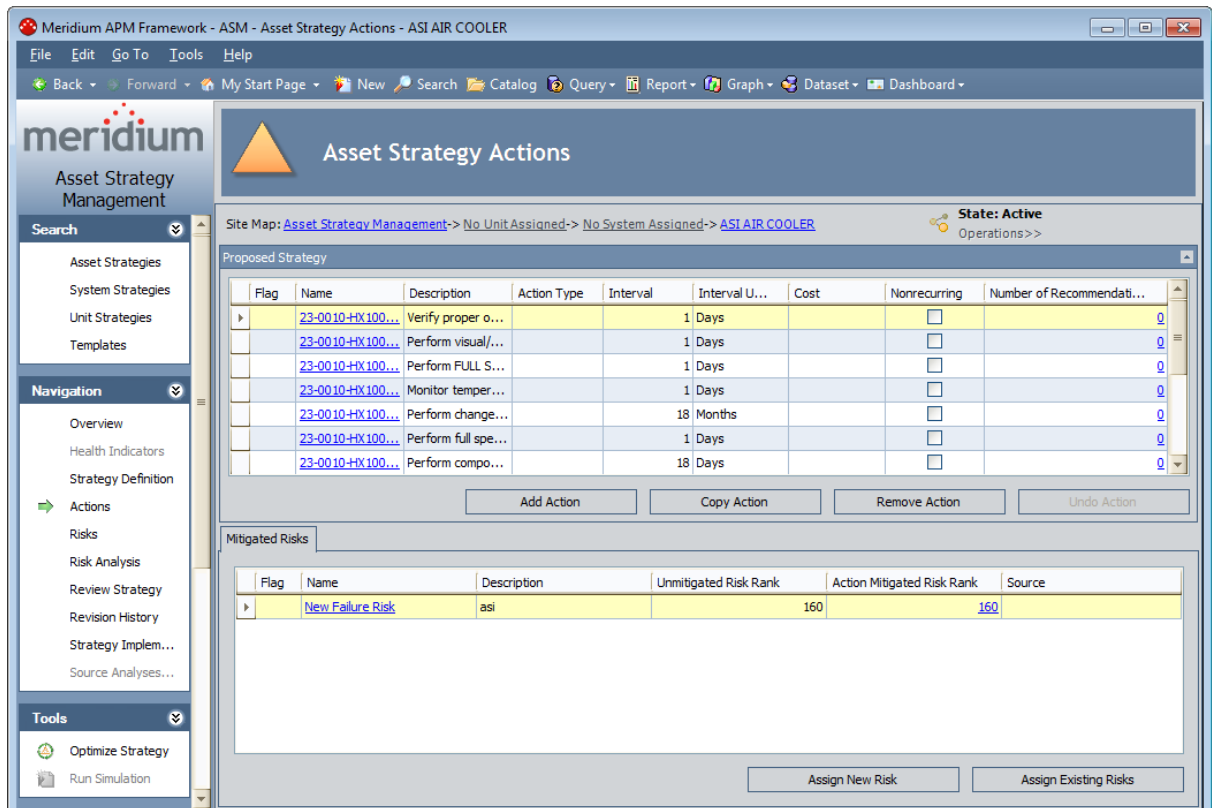 Meridium APM Framework - ASM - Asset Strategy Actions - ASI AIR COOLER
File Edit Go To Tools Help
Back Forward My Start Page New Search Catalog Query Report Graph Dataset Dashboard
meridium
Asset Strategy
Management
Search
Asset Strategies
System Strategies
Unit Strategies
Templates
Navigation
Overview
Health Indicators
Strategy Definition
Actions
Risks
Risk Analysis
Review Strategy
Revision History
Strategy Implem...
Source Analyses...
Tools
Optimize Strategy
Run Simulation
Asset Strategy Actions
Site Map: Asset Strategy Management-> No Unit Assigned-> No System Assigned-> ASI AIR COOLER
State: Active
Operations>>
Proposed Strategy
Flag Name Description Action Type Interval Interval U... Cost Nonrecurring Number of Recommendati...
23-0010-HX100... Verify proper o... 1 Days 0
23-0010-HX100... Perform visual/... 1 Days 0
23-0010-HX100... Perform FULL S... 1 Days 0
23-0010-HX100... Monitor temper... 1 Days 0
23-0010-HX100... Perform change... 18 Months 0
23-0010-HX100... Perform full spe... 1 Days 0
23-0010-HX100... Perform compo... 18 Days 0
Add Action Copy Action Remove Action Undo Action
Mitigated Risks
Flag Name Description Unmitigated Risk Rank Action Mitigated Risk Rank Source
New Failure Risk asi 160 160
Assign New Risk Assign Existing Risks